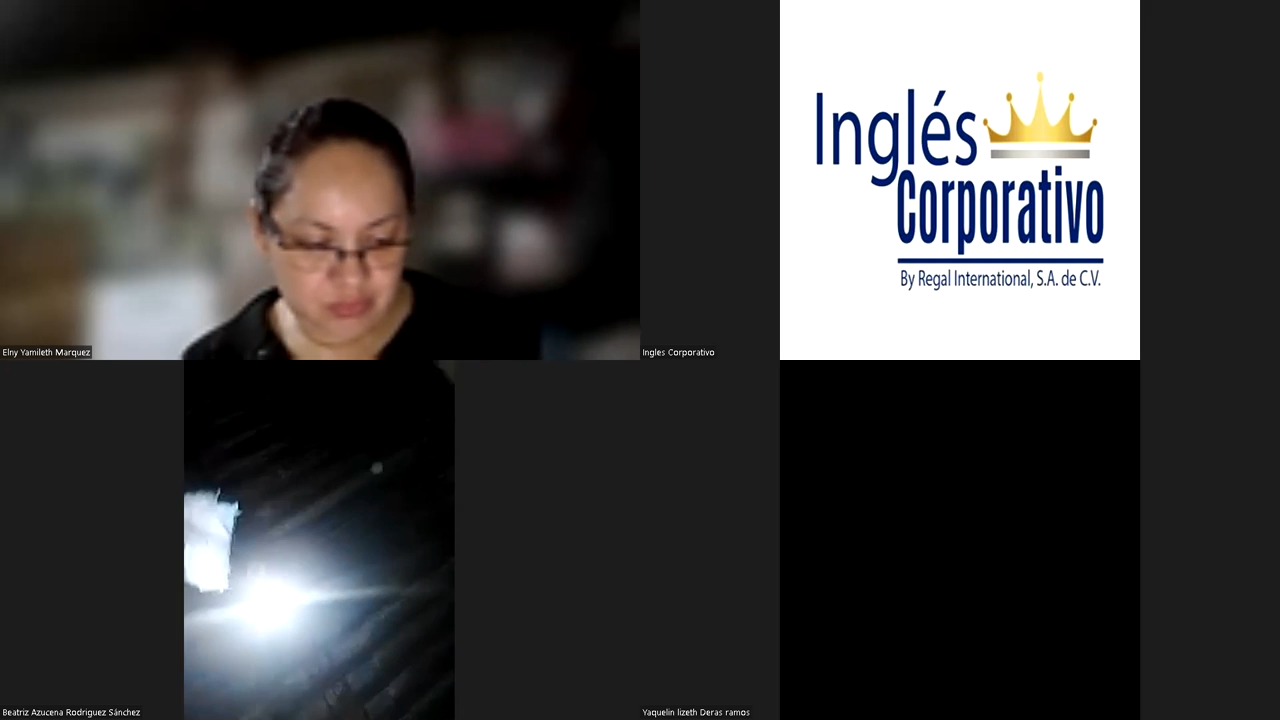 Inglés
Corporativo
By Regal International, S.A. de C.V.
Elny Yamileth Marquez
Ingles Corporativo
Beatriz Azucena Rodriguez Sánchez
Yaquelin lizeth Deras ramos